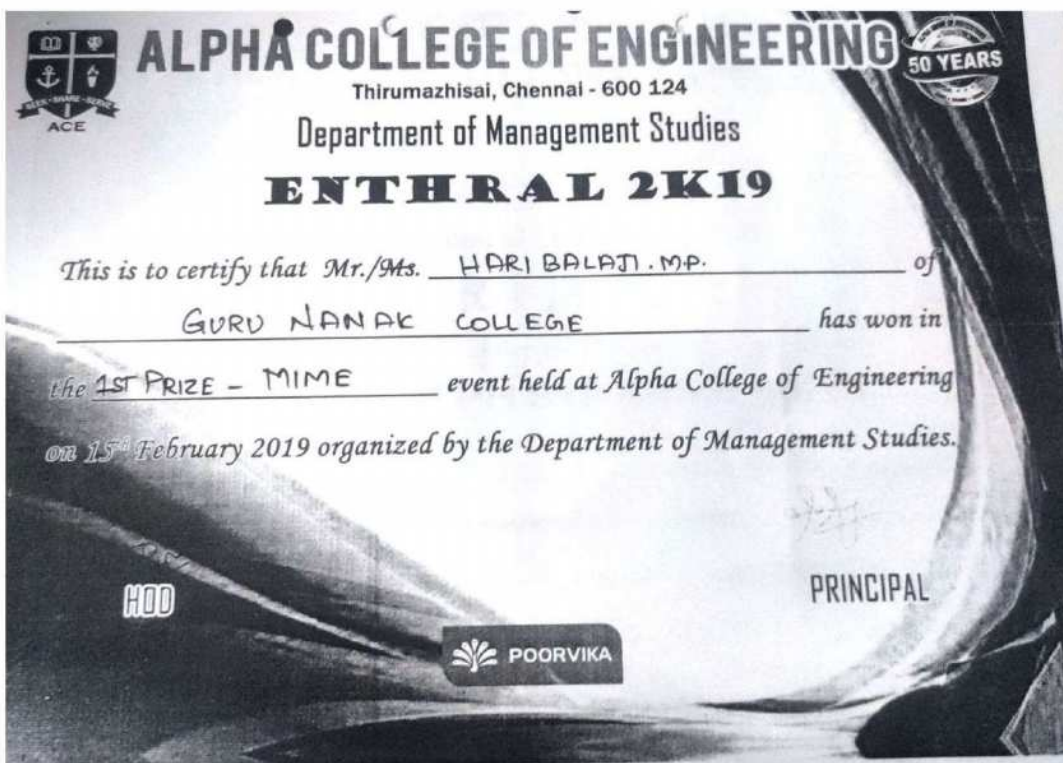 ALPHA COLLEGE OF ENGINEERING
50 YEARS
SEEK-SHARE-SERVE
ACE
Thirumazhisai, Chennai - 600 124
Department of Management Studies
ENTHRAL 2K19
This is to certify that Mr./Ms. HARI BALAJI.M.P. of
GURU NANAK COLLEGE has won in
the 1ST PRIZE - MIME event held at Alpha College of Engineering
on 15th February 2019 organized by the Department of Management Studies.
HOD
PRINCIPAL
POORVIKA